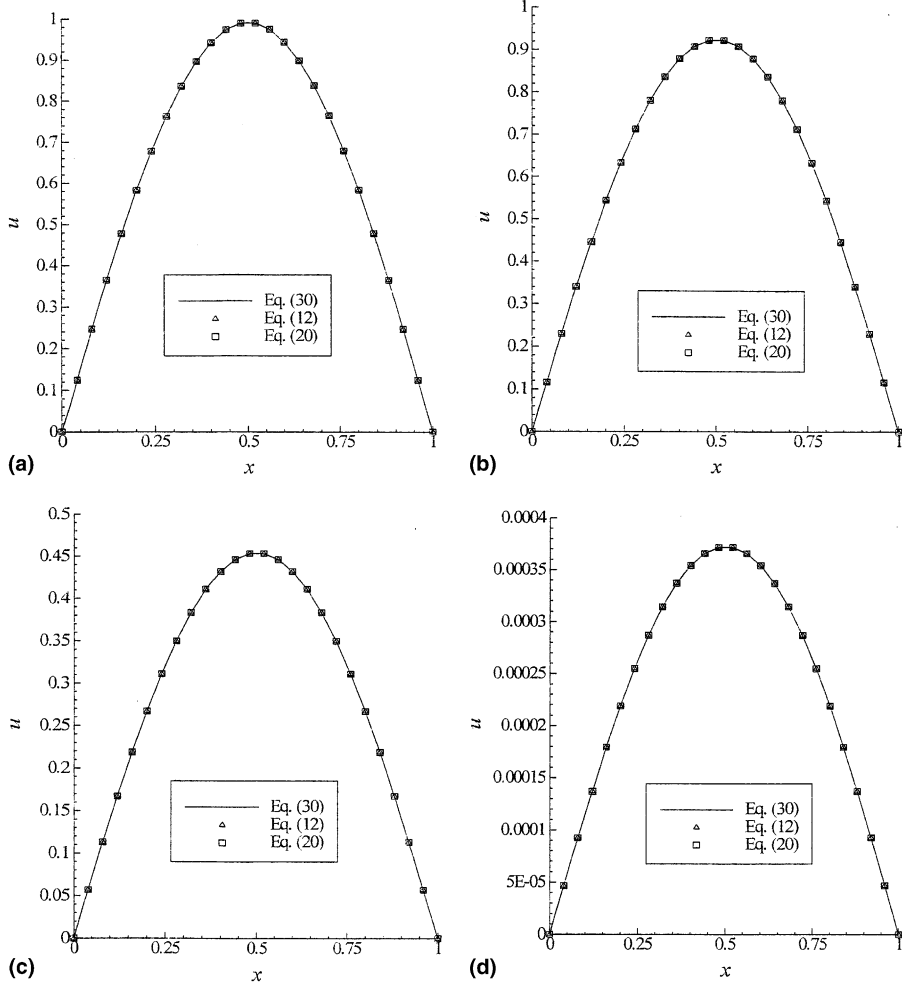 1
0.9
0.8
0.7
0.6
0.5
0.4
0.3
0.2
0.1
0
u
Eq. (30)
Eq. (12)
Eq. (20)
0
0.25
0.5
0.75
1
x
(a)
1
0.9
0.8
0.7
0.6
0.5
0.4
0.3
0.2
0.1
0
u
Eq. (30)
Eq. (12)
Eq. (20)
0
0.25
0.5
0.75
1
x
(b)
0.5
0.45
0.4
0.35
0.3
0.25
0.2
0.15
0.1
0.05
0
u
Eq. (30)
Eq. (12)
Eq. (20)
0
0.25
0.5
0.75
1
x
(c)
0.0004
0.00035
0.0003
0.00025
0.0002
0.00015
0.0001
5E-05
0
u
Eq. (30)
Eq. (12)
Eq. (20)
0
0.25
0.5
0.75
1
x
(d)